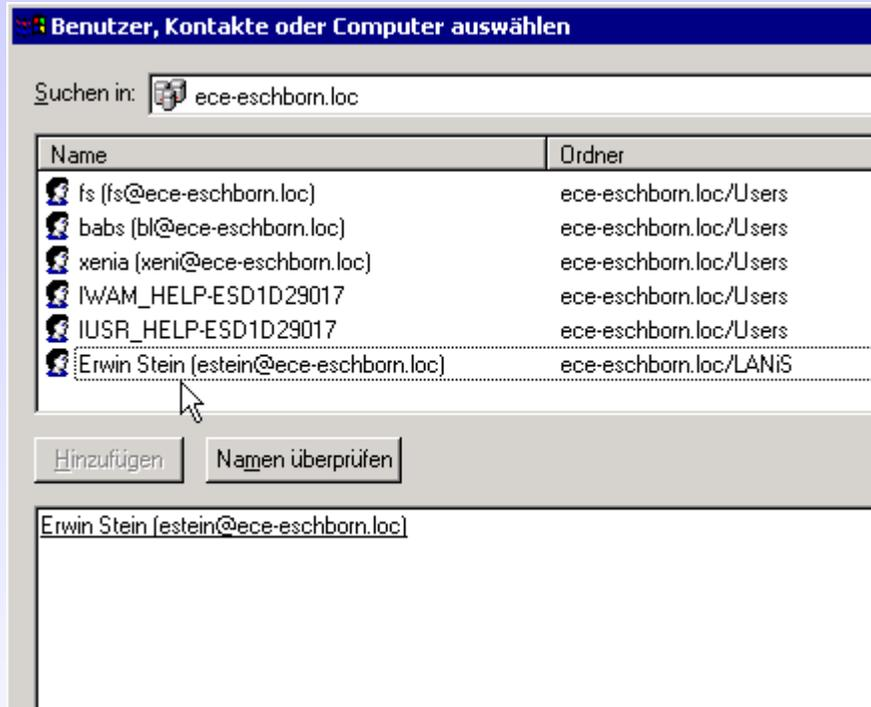 Benutzer, Kontakte oder Computer auswählen
Suchen in: ece-eschborn.loc
Name Ordner
fs (fs@ece-eschborn.loc) ece-eschborn.loc/Users
babs (bl@ece-eschborn.loc) ece-eschborn.loc/Users
xenia (xeni@ece-eschborn.loc) ece-eschborn.loc/Users
IWAM_HELP-ESD1D29017 ece-eschborn.loc/Users
IUSR_HELP-ESD1D29017 ece-eschborn.loc/Users
Erwin Stein (estein@ece-eschborn.loc) ece-eschborn.loc/LANiS
Hinzufügen Namen überprüfen
Erwin Stein (estein@ece-eschborn.loc)